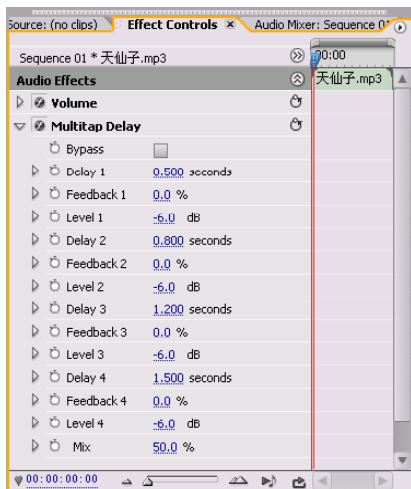 Source: (no clips) Effect Controls Audio Mixer: Sequence 01
Sequence 01 * 天仙子.mp3 00:00
Audio Effects 天仙子.mp3
Volume
Multitap Delay
Bypass
Delay 1 0.500 seconds
Feedback 1 0.0 %
Level 1 -6.0 dB
Delay 2 0.800 seconds
Feedback 2 0.0 %
Level 2 -6.0 dB
Delay 3 1.200 seconds
Feedback 3 0.0 %
Level 3 -6.0 dB
Delay 4 1.500 seconds
Feedback 4 0.0 %
Level 4 -6.0 dB
Mix 50.0 %
00:00:00:00